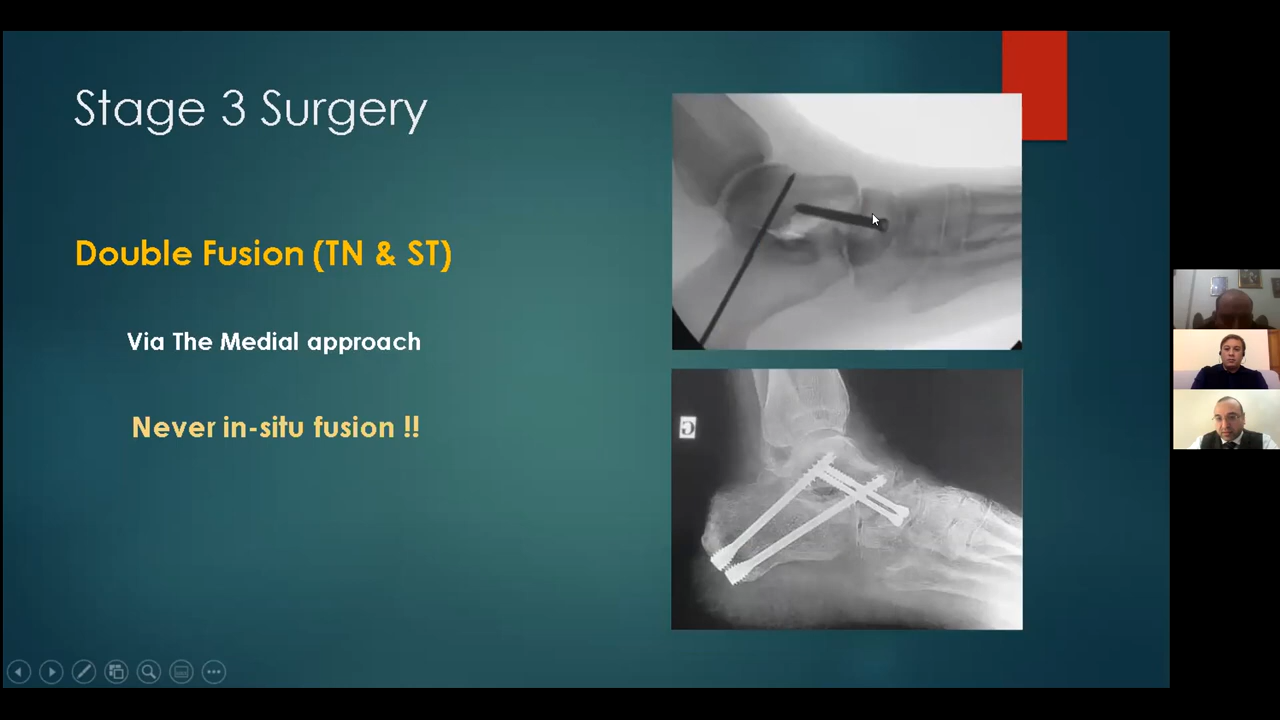 Stage 3 Surgery
Double Fusion (TN & ST)
Via The Medial approach
Never in-situ fusion !!